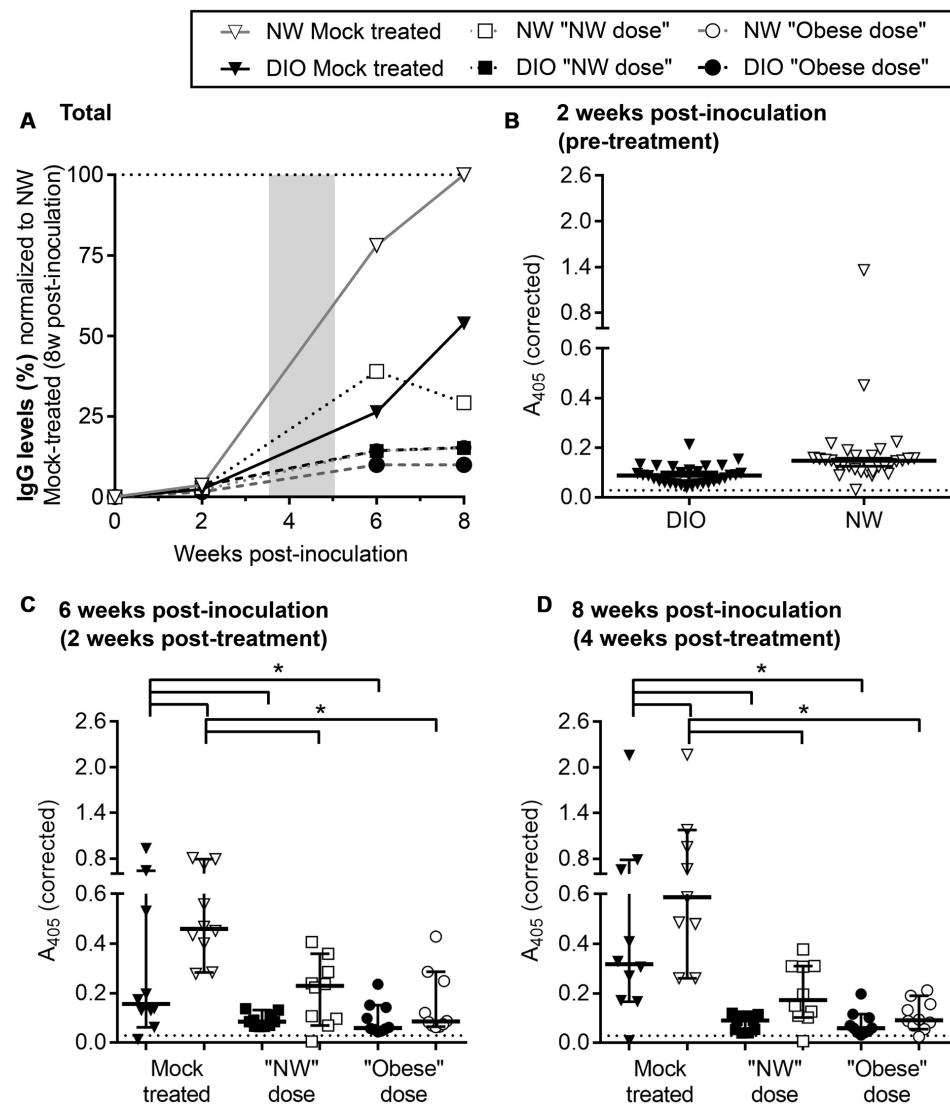 NW Mock treated NW "NW dose" NW "Obese dose"
DIO Mock treated DIO "NW dose" DIO "Obese dose"
A Total
IgG levels (%) normalized to NW
Mock-treated (8w post-inoculation)
100
75
50
25
0
0 2 4 6 8
Weeks post-inoculation
B 2 weeks post-inoculation
(pre-treatment)
A405 (corrected)
2.6
2.0
1.4
0.8
0.6
0.4
0.2
0.0
DIO NW
C 6 weeks post-inoculation
(2 weeks post-treatment)
*
*
A405 (corrected)
2.6
2.0
1.4
0.8
0.6
0.4
0.2
0.0
Mock "NW" "Obese"
treated dose dose
D 8 weeks post-inoculation
(4 weeks post-treatment)
*
*
A405 (corrected)
2.6
2.0
1.4
0.8
0.6
0.4
0.2
0.0
Mock "NW" "Obese"
treated dose dose